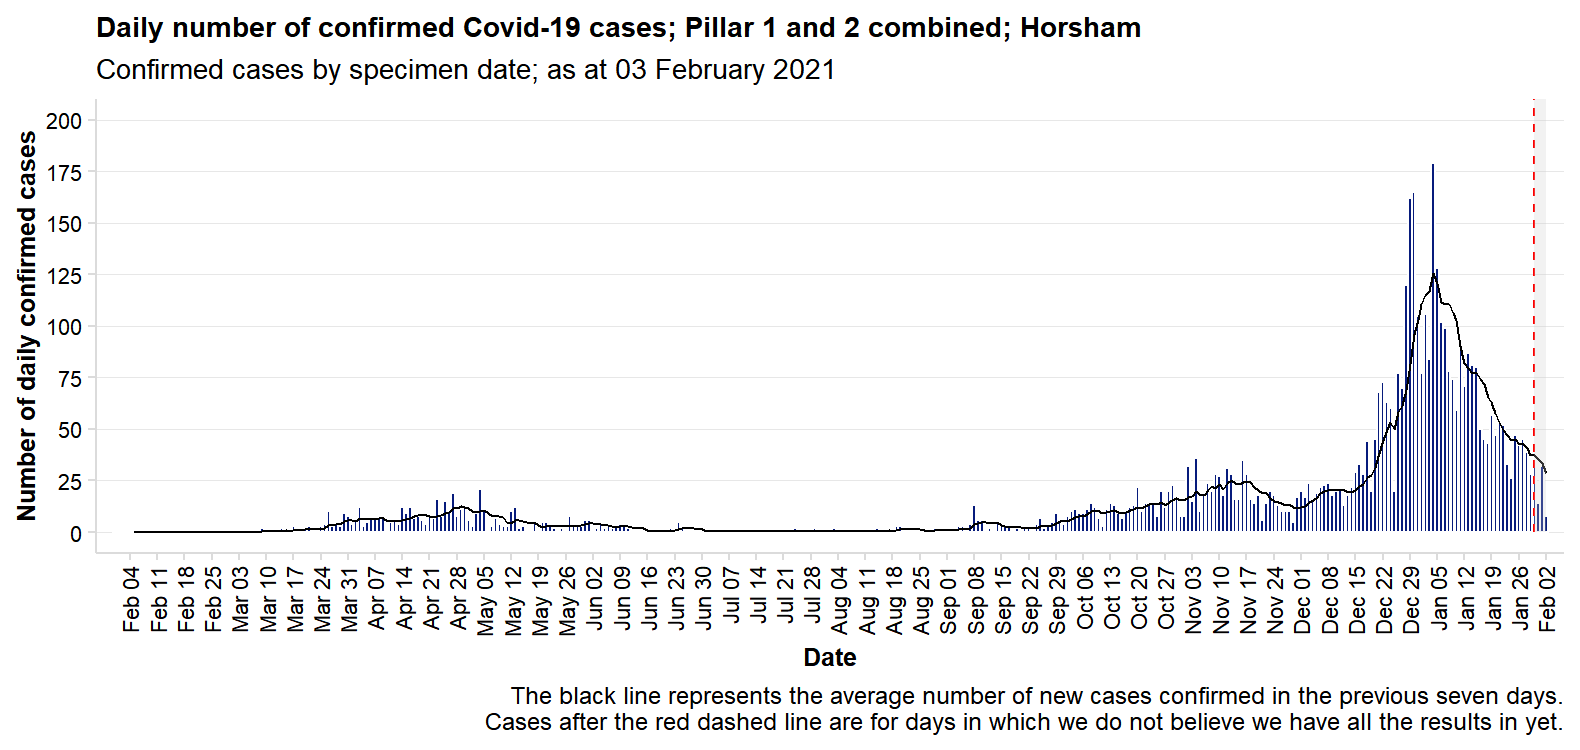 Daily number of confirmed Covid-19 cases; Pillar 1 and 2 combined; Horsham
Confirmed cases by specimen date; as at 03 February 2021
Number of daily confirmed cases
200
175
150
125
100
75
50
25
0
Feb 04
Feb 11
Feb 18
Feb 25
Mar 03
Mar 10
Mar 17
Mar 24
Mar 31
Apr 07
Apr 14
Apr 21
Apr 28
May 05
May 12
May 19
May 26
Jun 02
Jun 09
Jun 16
Jun 23
Jun 30
Jul 07
Jul 14
Jul 21
Jul 28
Aug 04
Aug 11
Aug 18
Aug 25
Sep 01
Sep 08
Sep 15
Sep 22
Sep 29
Oct 06
Oct 13
Oct 20
Oct 27
Nov 03
Nov 10
Nov 17
Nov 24
Dec 01
Dec 08
Dec 15
Dec 22
Dec 29
Jan 05
Jan 12
Jan 19
Jan 26
Feb 02
Date
The black line represents the average number of new cases confirmed in the previous seven days.
Cases after the red dashed line are for days in which we do not believe we have all the results in yet.